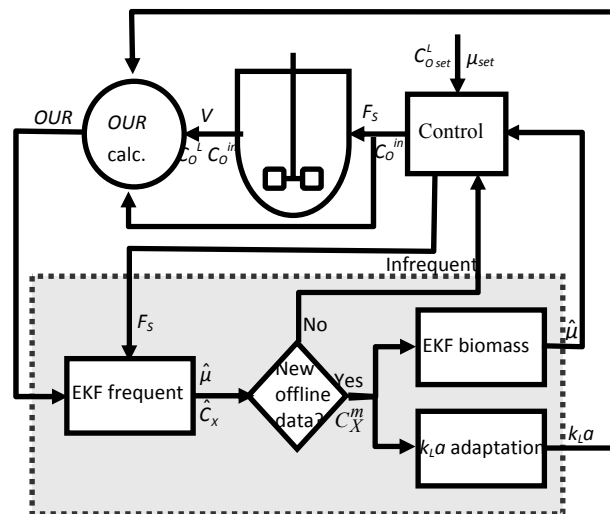 C_O set^L μ_set
OUR
OUR
calc.
V
C_O^L C_O^in
F_S
C_O^in
Control
Infrequent
F_S
No
EKF frequent
μ̂
Ĉ_X
New
offline
data?
Yes
C_X^m
EKF biomass
μ̂
k_La adaptation
k_La